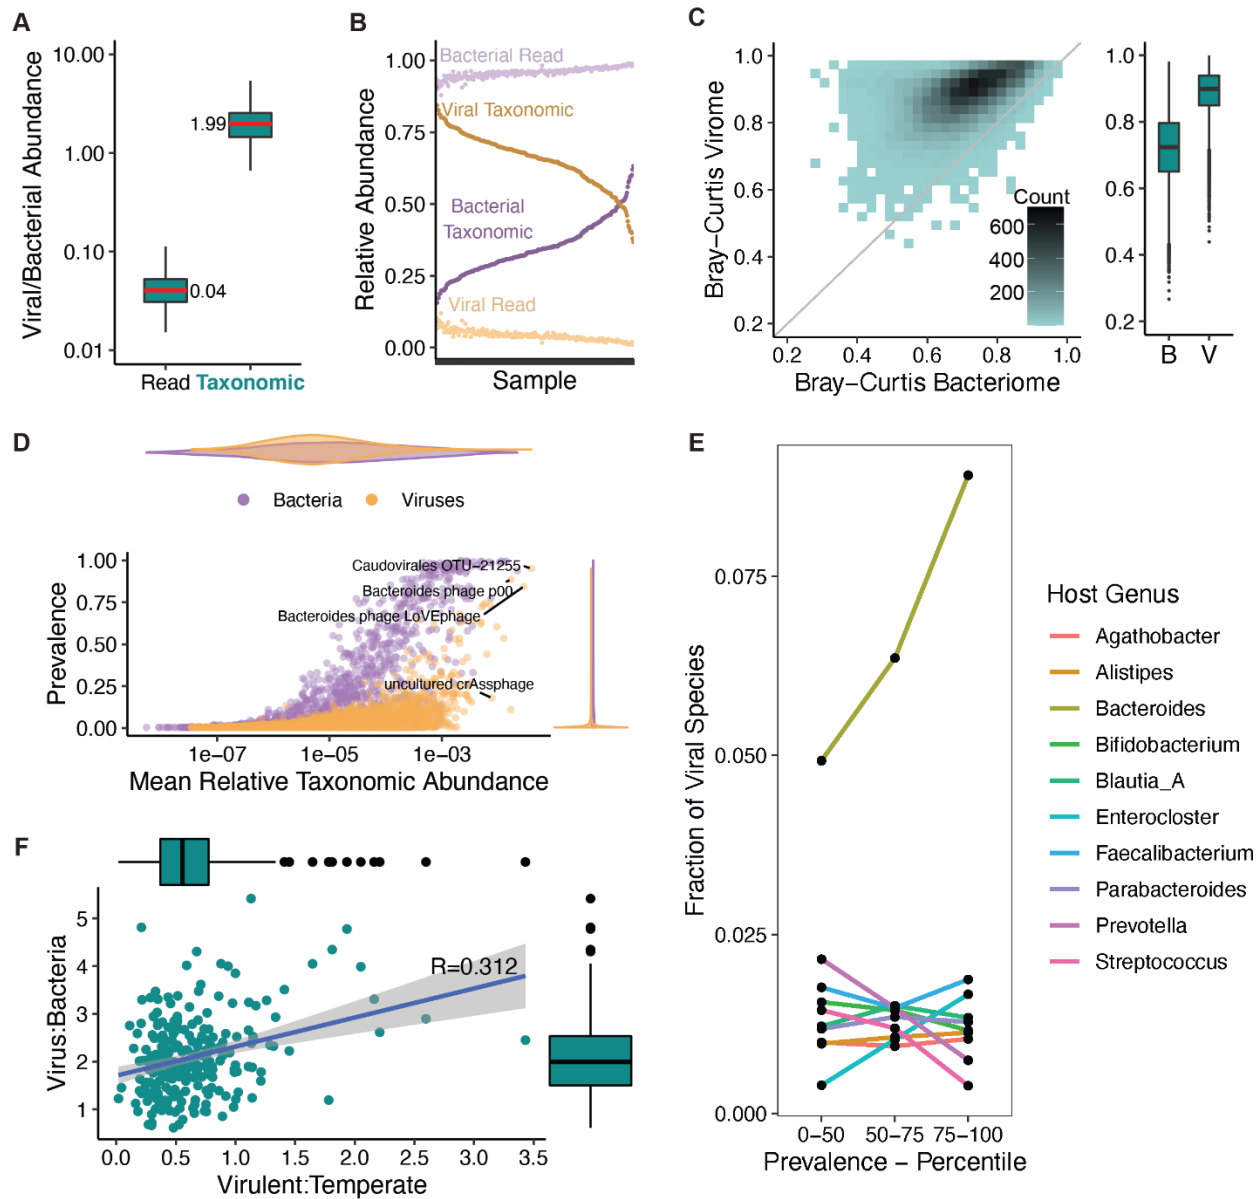 A
Viral/Bacterial Abundance
10.00
1.00
0.10
0.01
1.99
0.04
Read Taxonomic
B
Relative Abundance
1.00
0.75
0.50
0.25
0.00
Bacterial Read
Viral Taxonomic
Bacterial
Taxonomic
Viral Read
Sample
C
Bray−Curtis Virome
1.0
0.8
0.6
0.4
0.2
Count
600
400
200
0.2 0.4 0.6 0.8 1.0
Bray−Curtis Bacteriome
1.0
0.8
0.6
0.4
0.2
B V
D
Bacteria Viruses
Prevalence
1.00
0.75
0.50
0.25
0.00
Caudovirales OTU−21255
Bacteroides phage p00
Bacteroides phage LoVEphage
uncultured crAssphage
1e−07 1e−05 1e−03
Mean Relative Taxonomic Abundance
E
Fraction of Viral Species
0.075
0.050
0.025
0.000
0−50 50−75 75−100
Prevalence − Percentile
Host Genus
Agathobacter
Alistipes
Bacteroides
Bifidobacterium
Blautia_A
Enterocloster
Faecalibacterium
Parabacteroides
Prevotella
Streptococcus
F
Virus:Bacteria
5
4
3
2
1
R=0.312
0.0 0.5 1.0 1.5 2.0 2.5 3.0 3.5
Virulent:Temperate